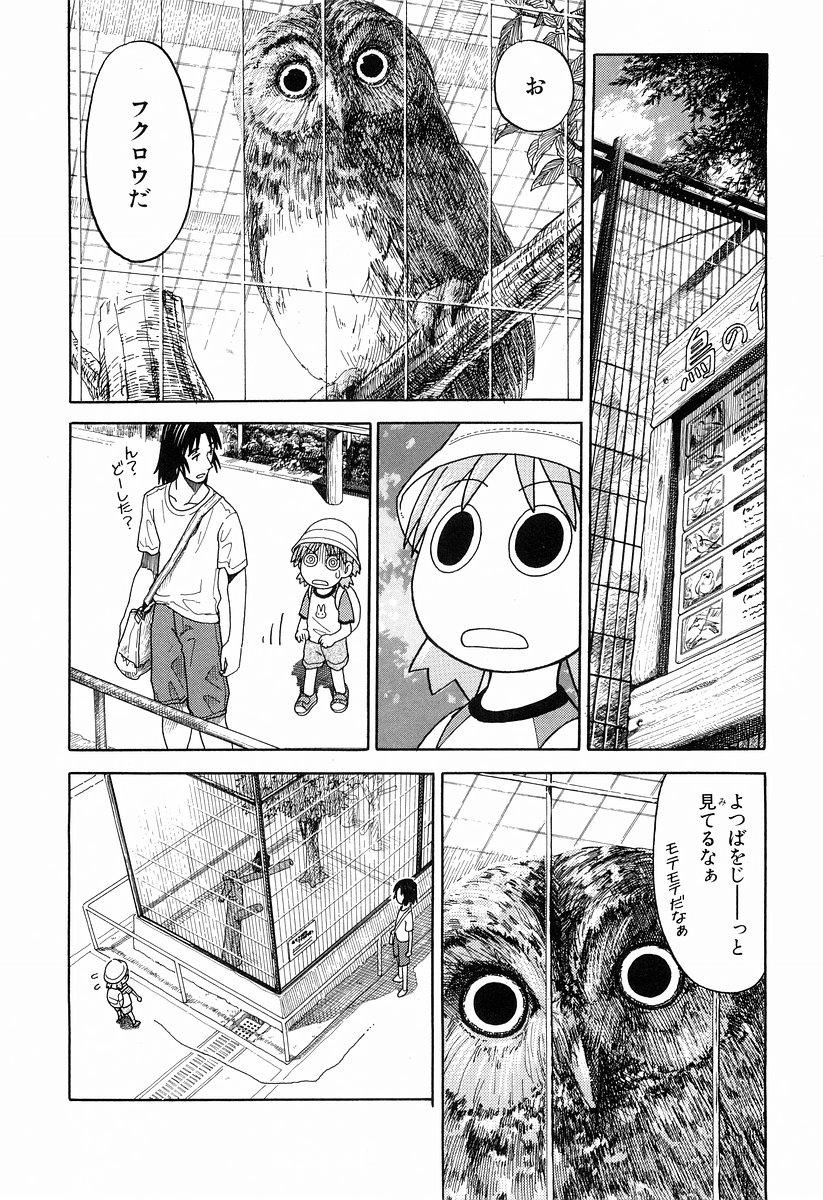 鳥の
お
フクロウだ
ん?
どーしだ?
よつばをじーーっと
見てるなぁ
モテモテだなぁ